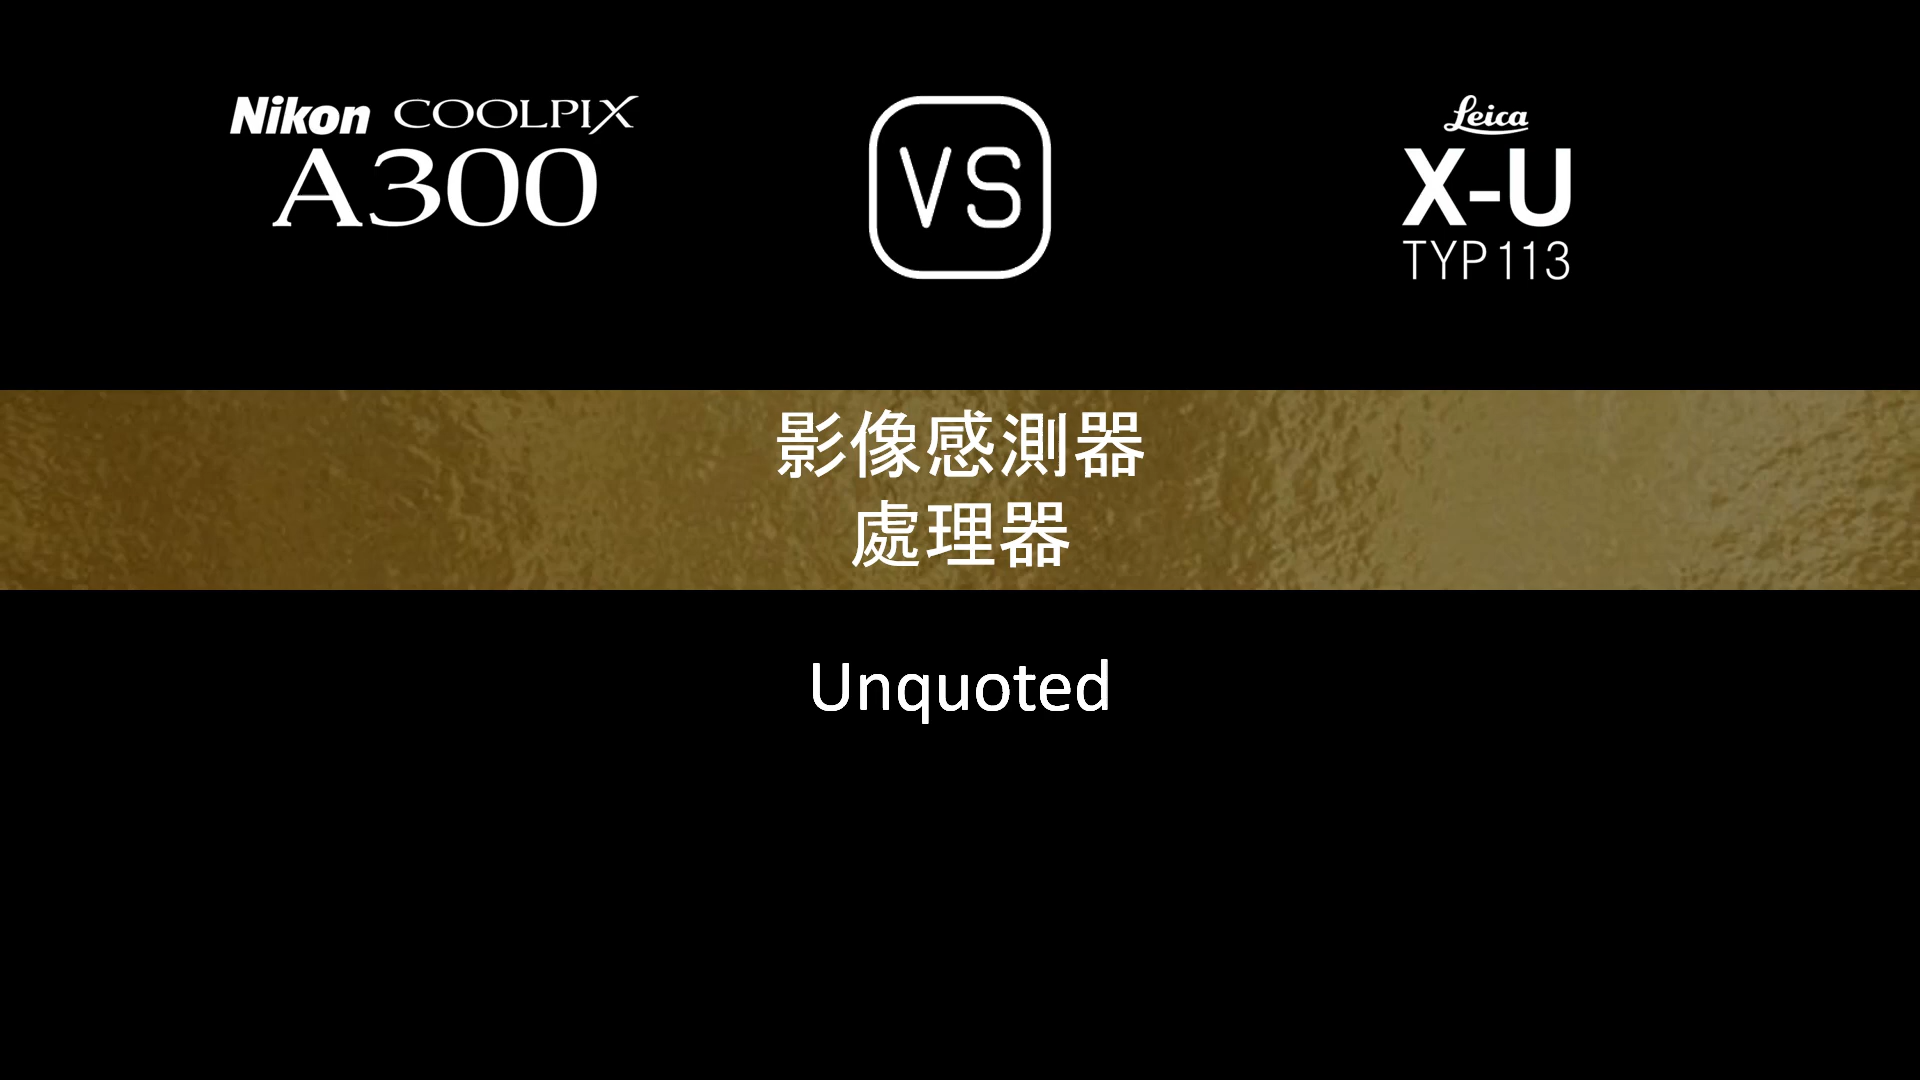 Nikon COOLPIX
A300
VS
Leica
X-U
TYP 113
影像感測器
處理器
Unquoted